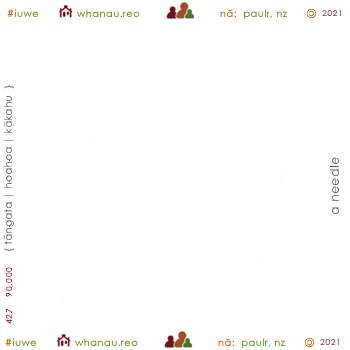 #iuwe whanau.reo nā: paulr, nz © 2021
427 90,000 { tāngata | hoahoa | kākahu }
a needle
#iuwe whanau.reo nā: paulr, nz © 2021